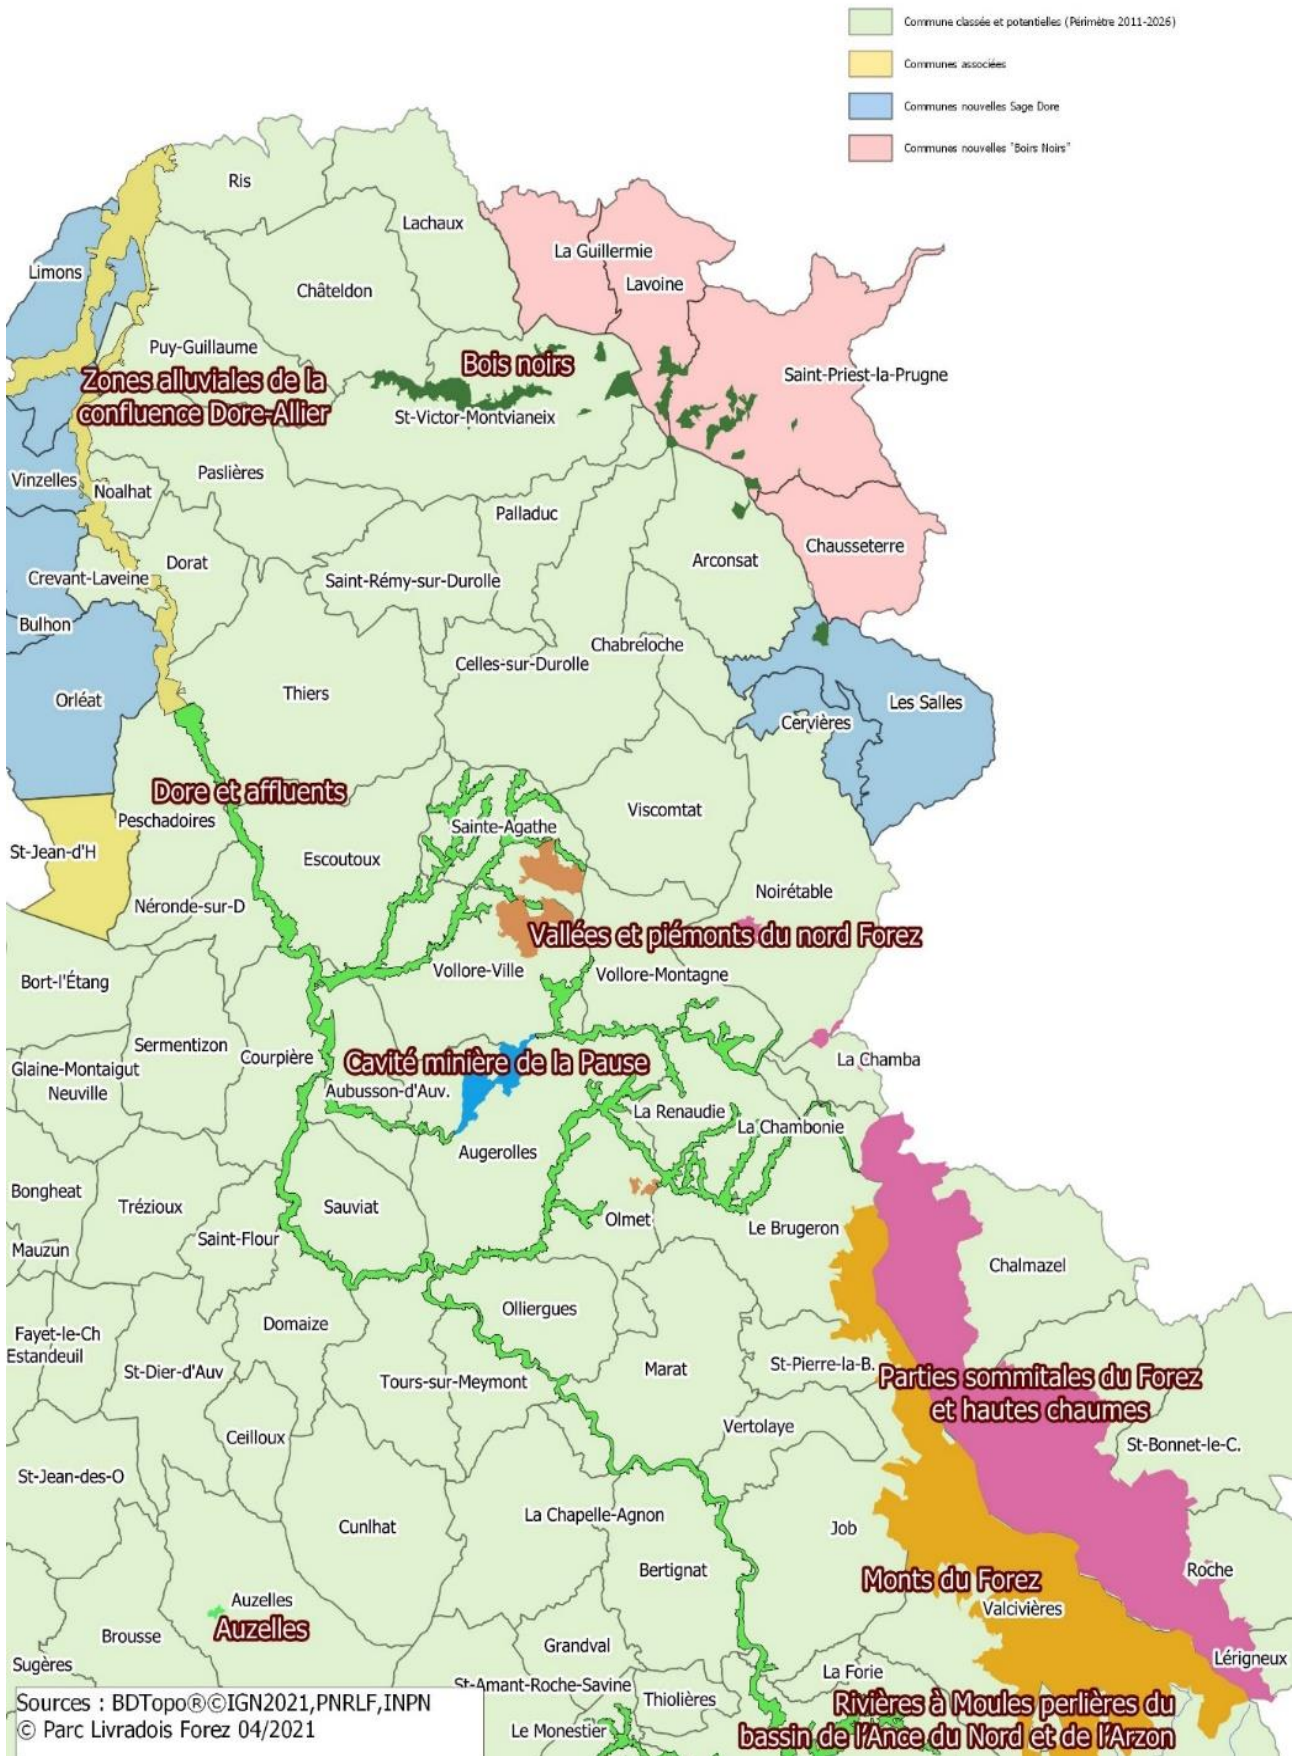 Commune classée et potentielles (Périmètre 2011-2026)
Communes associées
Communes nouvelles Sage Dore
Communes nouvelles "Boirs Noirs"
Ris
Lachaux
La Guillermie
Limons
Châteldon
Lavoine
Puy-Guillaume
Bois noirs
Saint-Priest-la-Prugne
Zones alluviales de la
confluence Dore-Allier
St-Victor-Montvianeix
Vinzelles
Noalhat
Paslières
Palladuc
Dorat
Arconsat
Chausseterre
Crevant-Laveine
Saint-Rémy-sur-Durolle
Bulhon
Chabreloche
Celles-sur-Durolle
Orléat
Thiers
Les Salles
Cervières
Dore et affluents
Peschadoires
Viscomtat
Sainte-Agathe
St-Jean-d'H
Escoutoux
Noirétable
Néronde-sur-D
Vallées et piémonts du nord Forez
Bort-l'Étang
Vollore-Ville
Vollore-Montagne
Sermentizon
Courpière
Cavité minière de la Pause
La Chamba
Glaine-Montaigut
Neuville
Aubusson-d'Auv.
La Renaudie
La Chambonie
Augerolles
Bongheat
Trézioux
Sauviat
Olmet
Le Brugeron
Mauzun
Saint-Flour
Chalmazel
Olliergues
Domaize
Fayet-le-Ch
Estandeuil
St-Dier-d'Auv
Marat
St-Pierre-la-B.
Tours-sur-Meymont
Parties sommitales du Forez
et hautes chaumes
Ceilloux
Vertolaye
St-Bonnet-le-C.
St-Jean-des-O
La Chapelle-Agnon
Cunlhat
Job
Bertignat
Roche
Monts du Forez
Auzelles
Valcivières
Auzelles
Brousse
Grandval
Sugères
La Forie
Lérigneux
St-Amant-Roche-Savine
Thiolières
Rivières à Moules perlières du
bassin de l'Ance du Nord et de l'Arzon
Le Monestier
Sources : BDTopo®©IGN2021,PNRLF,INPN
© Parc Livradois Forez 04/2021